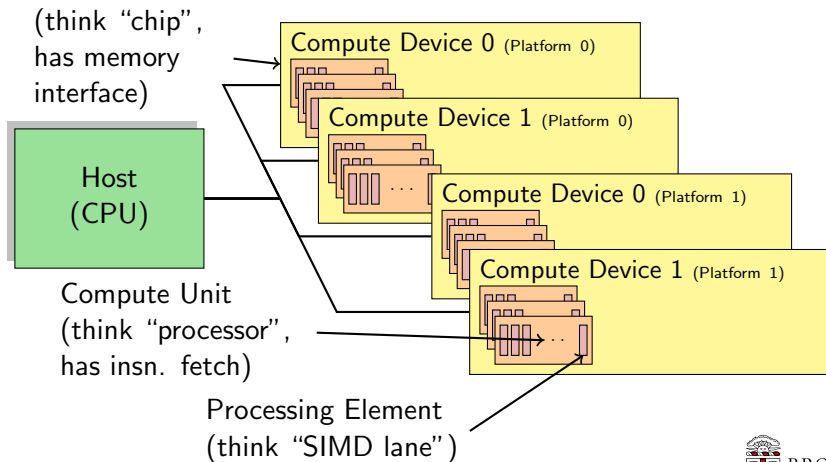 (think “chip”,
has memory
interface)
Compute Device 0 (Platform 0)
Compute Device 1 (Platform 0)
Host
(CPU)
Compute Device 0 (Platform 1)
Compute Device 1 (Platform 1)
· · ·
Compute Unit
(think “processor”,
has insn. fetch)
· ·
Processing Element
(think “SIMD lane”)